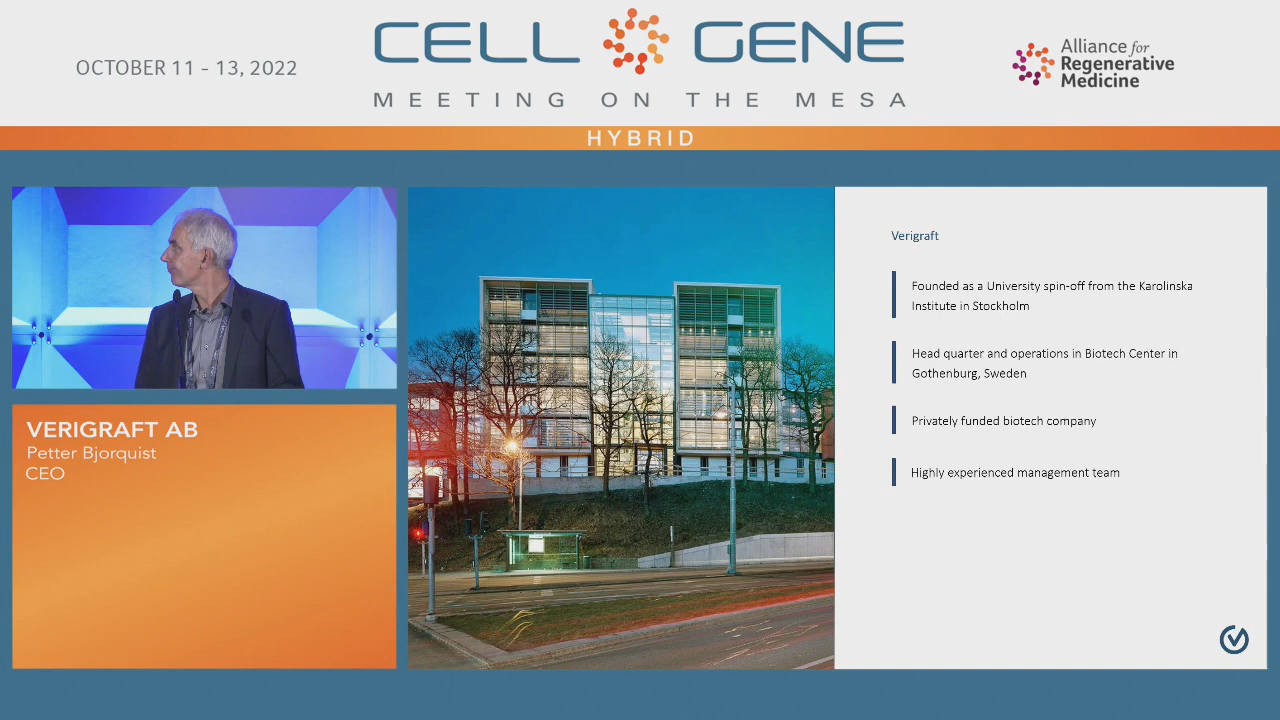 OCTOBER 11 - 13, 2022
CELL GENE
MEETING ON THE MESA
Alliance for
Regenerative
Medicine
HYBRID
VERIGRAFT AB
Petter Bjorquist
CEO
Verigraft
Founded as a University spin-off from the Karolinska
Institute in Stockholm
Head quarter and operations in Biotech Center in
Gothenburg, Sweden
Privately funded biotech company
Highly experienced management team